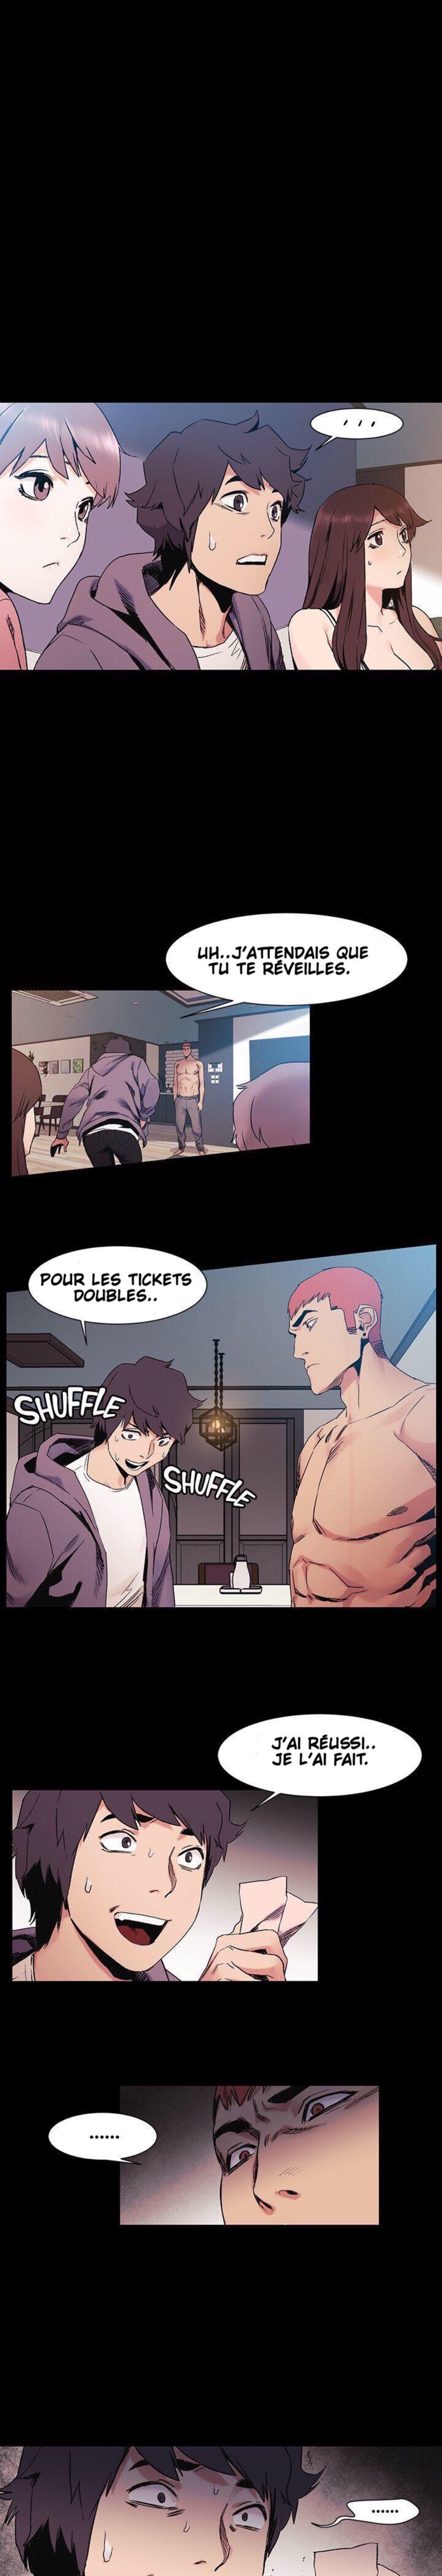 , , ,
UH..J'ATTENDAIS QUE
TU TE RÉVEILLES.
POUR LES TICKETS
DOUBLES..
SHUFFLE
SHUFFLE
J'AI RÉUSSI..
JE L'AI FAIT.
......
......